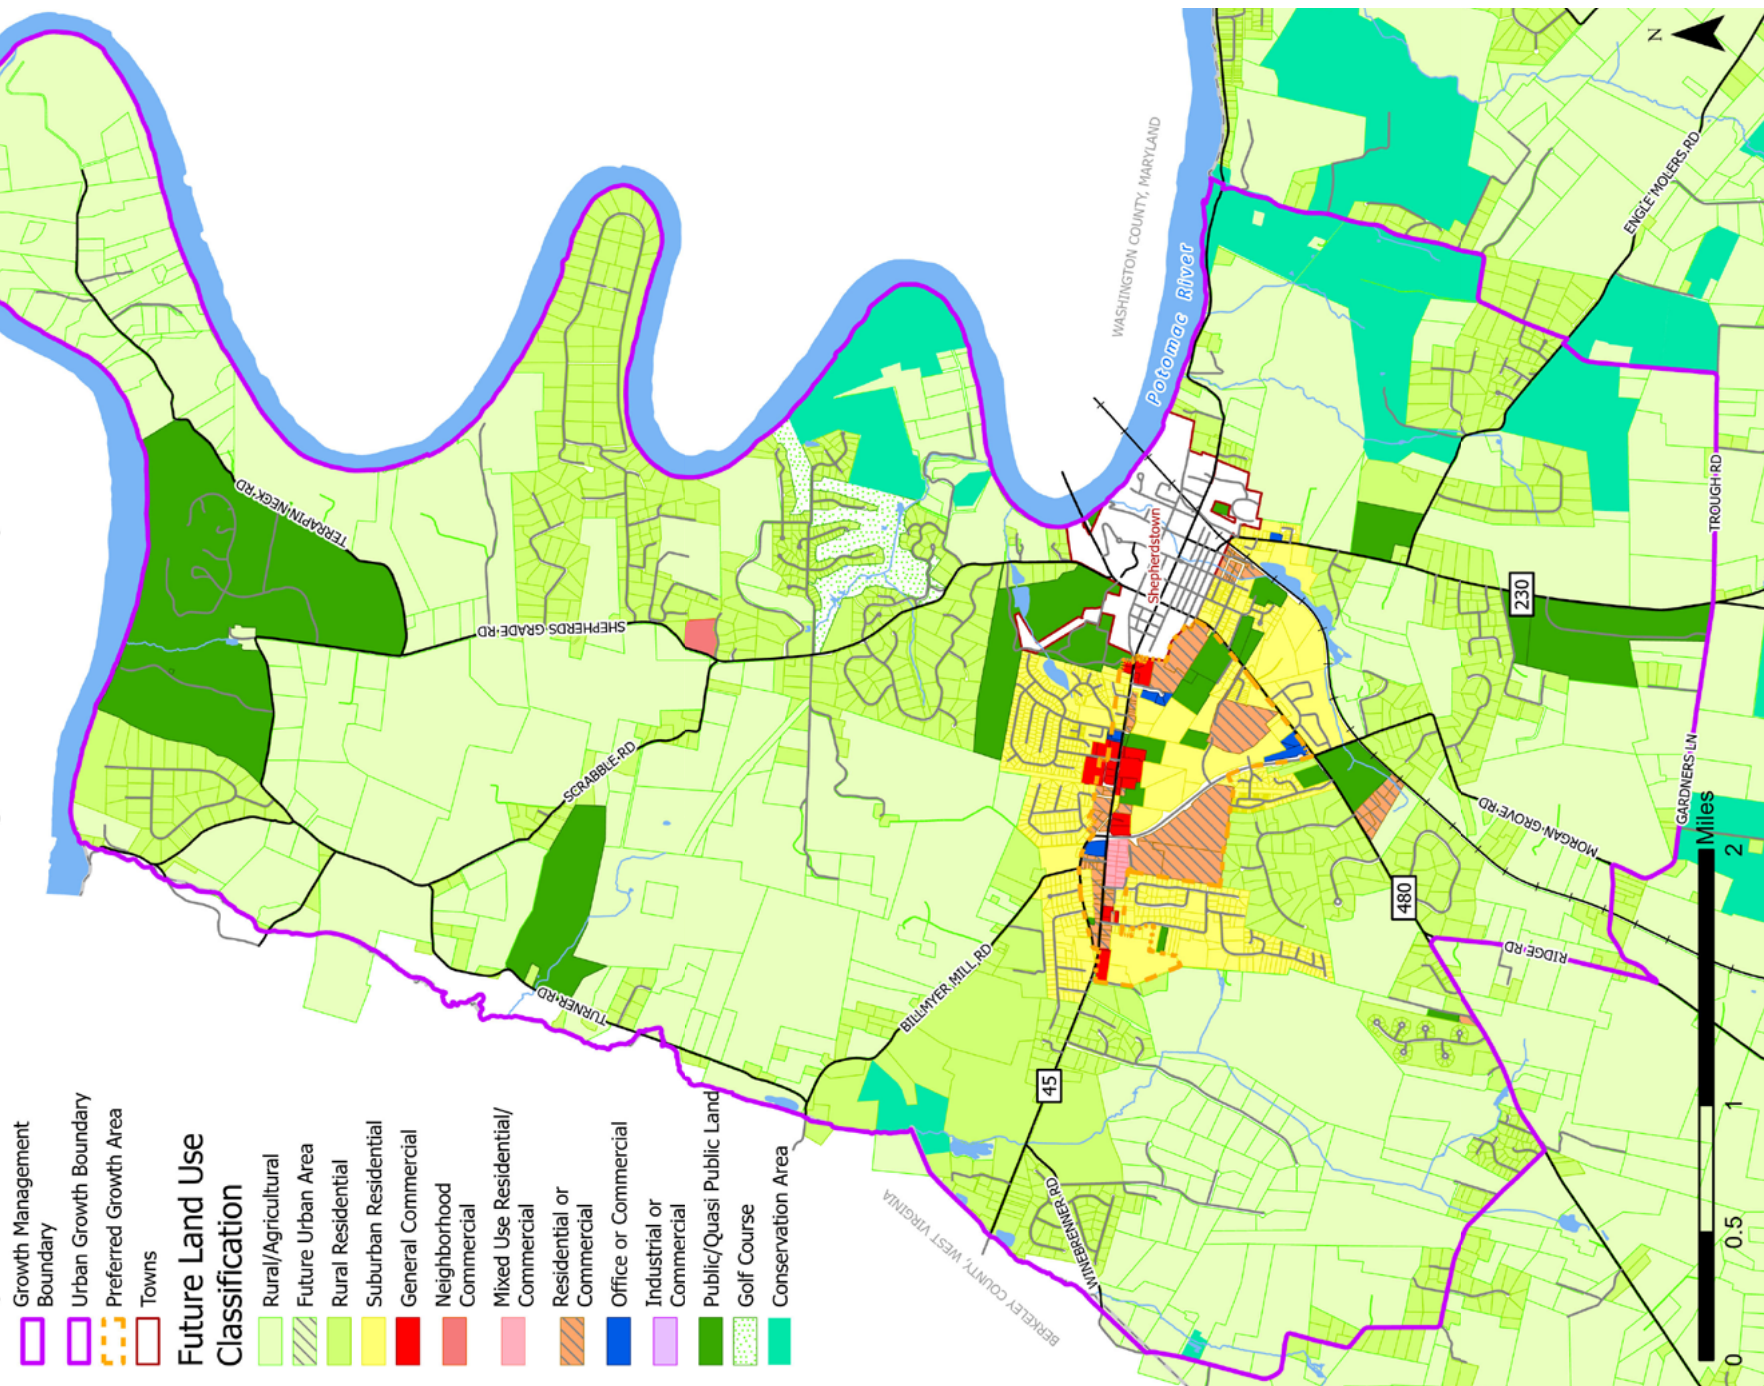 Growth Management
Boundary
Urban Growth Boundary
Preferred Growth Area
Towns
Future Land Use
Classification
Rural/Agricultural
Future Urban Area
Rural Residential
Suburban Residential
General Commercial
Neighborhood
Commercial
Mixed Use Residential/
Commercial
Residential or
Commercial
Office or Commercial
Industrial or
Commercial
Public/Quasi Public Land
Golf Course
Conservation Area
TERRAPIN NECK RD
SHEPHERDS GRADE RD
SCRABBLE RD
TURNER RD
BILLMYER MILL RD
45
WINEBRENNER RD
BERKELEY COUNTY, WEST VIRGINIA
WASHINGTON COUNTY, MARYLAND
Potomac River
Shepherdstown
ENGLE MOLERS RD
TROUGH RD
230
GARDNERS LN
MORGAN GROVE RD
480
RIDGE RD
N
0
0.5
1
2
Miles